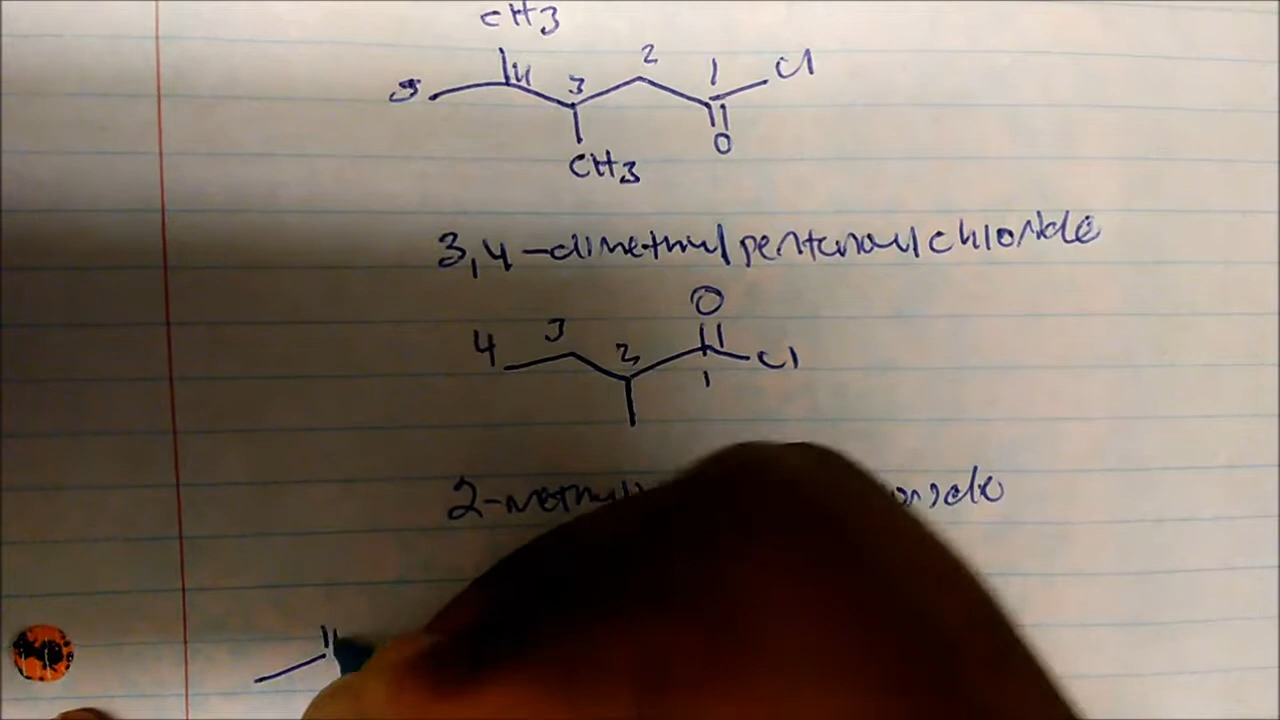 CH3
5 4 3 2 1 Cl
O
CH3
3,4-dimethylpentanoylchloride
O
4 3 2 1 Cl
2-methyl